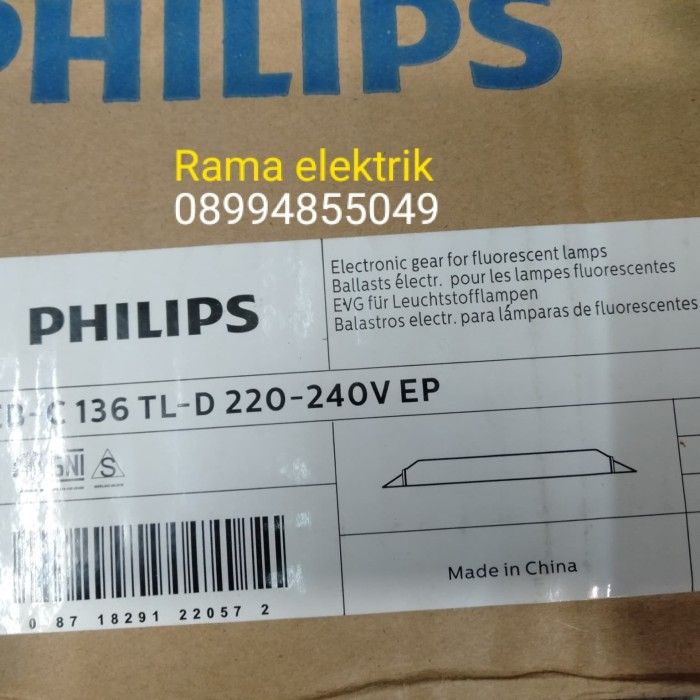 PHILIPS
Rama elektrik
08994855049
PHILIPS
Electronic gear for fluorescent lamps
Ballasts électr. pour les lampes fluorescentes
EVG für Leuchtstofflampen
Balastros electr. para lámparas de fluorescentes
EB-C 136 TL-D 220-240V EP
SNI
S
Made in China
0 87 18291 22057 2